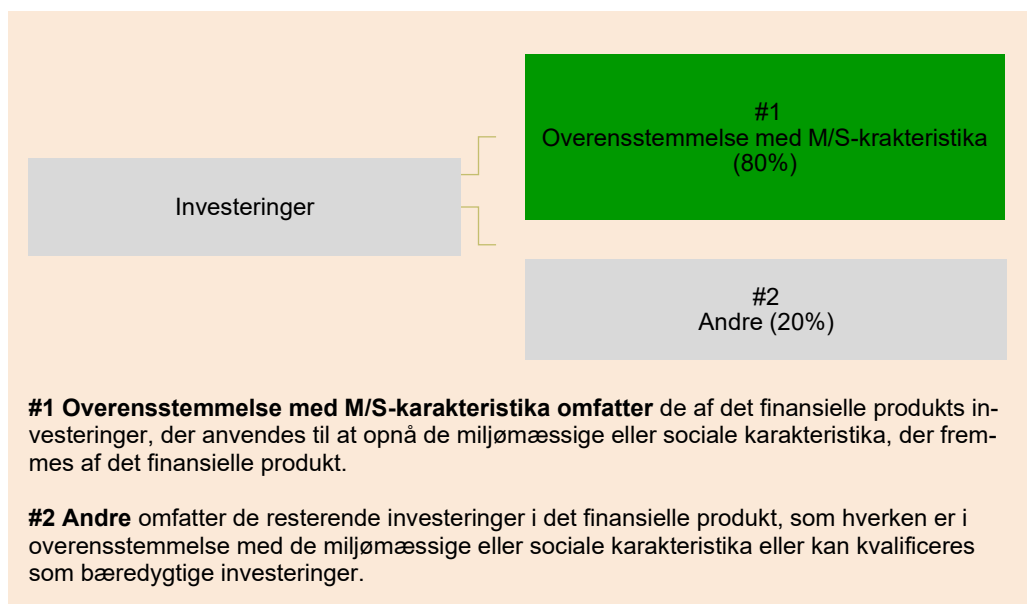 #1
Overensstemmelse med M/S-krakteristika
(80%)
Investeringer
#2
Andre (20%)
#1 Overensstemmelse med M/S-karakteristika omfatter de af det finansielle produkts in-
vesteringer, der anvendes til at opnå de miljømæssige eller sociale karakteristika, der frem-
mes af det finansielle produkt.
#2 Andre omfatter de resterende investeringer i det finansielle produkt, som hverken er i
overensstemmelse med de miljømæssige eller sociale karakteristika eller kan kvalificeres
som bæredygtige investeringer.